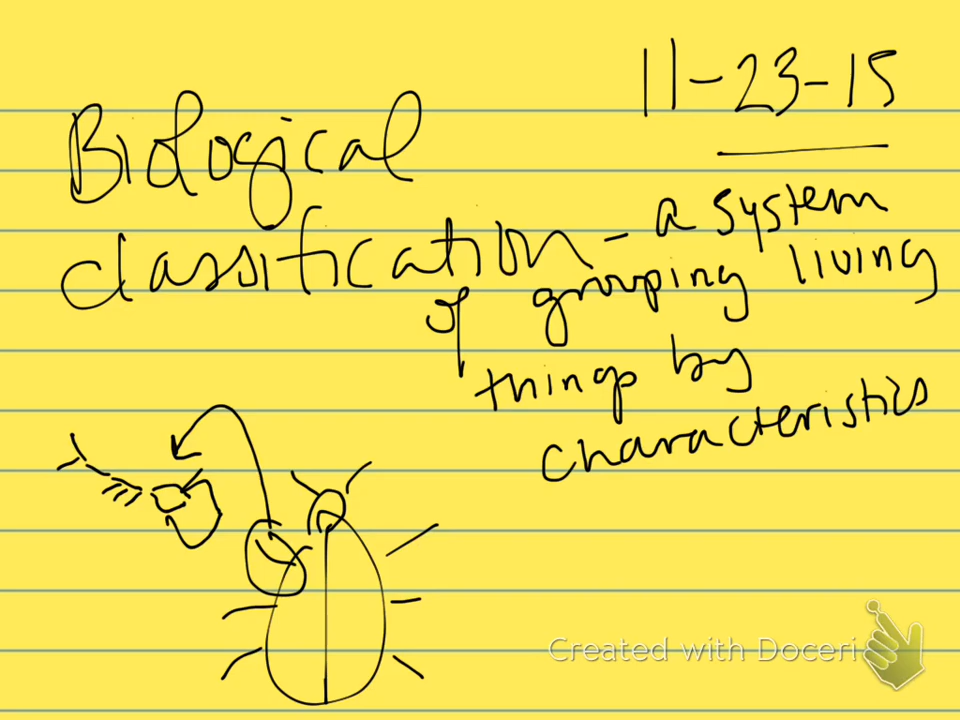 11-23-15
Biological
classification - a system
of grouping living
things by
characteristics
Created with Doceri